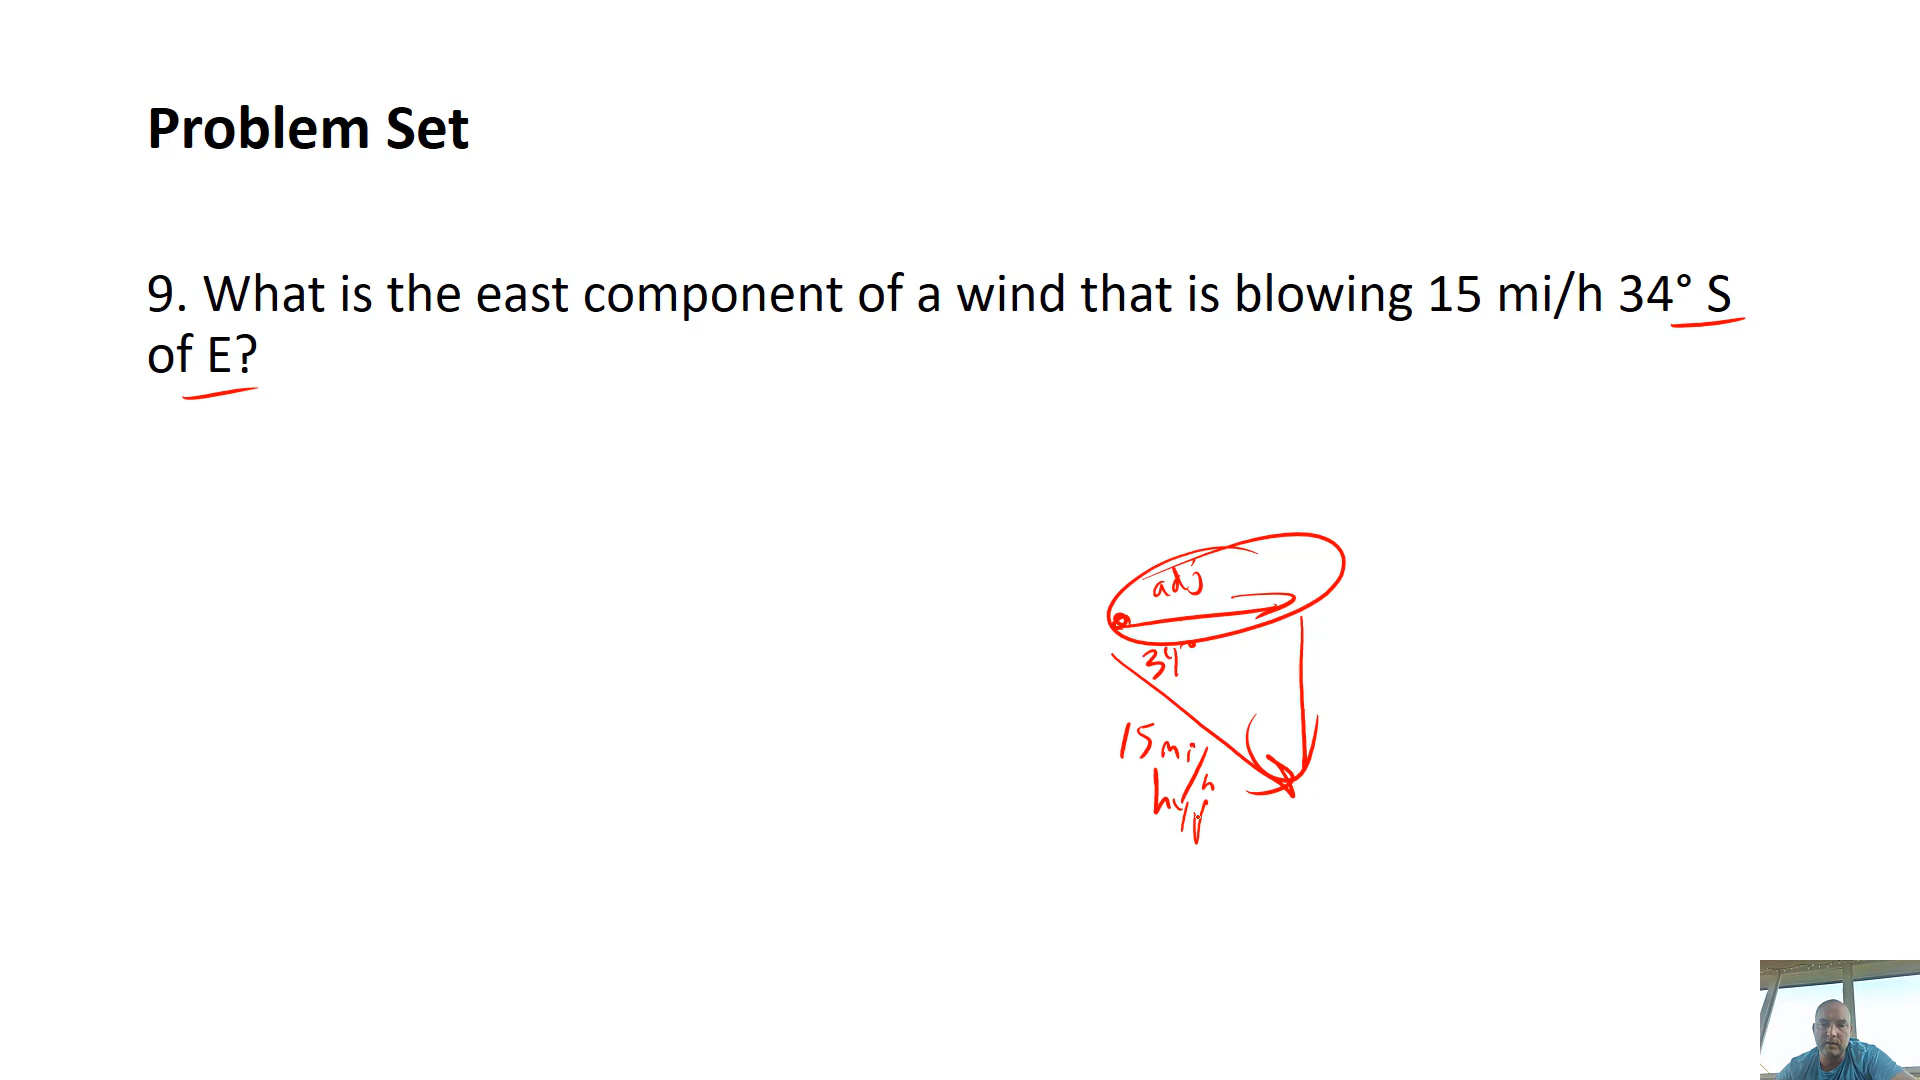 Problem Set
9. What is the east component of a wind that is blowing 15 mi/h 34° S
of E?
adj
34°
15 mi/h
hyp